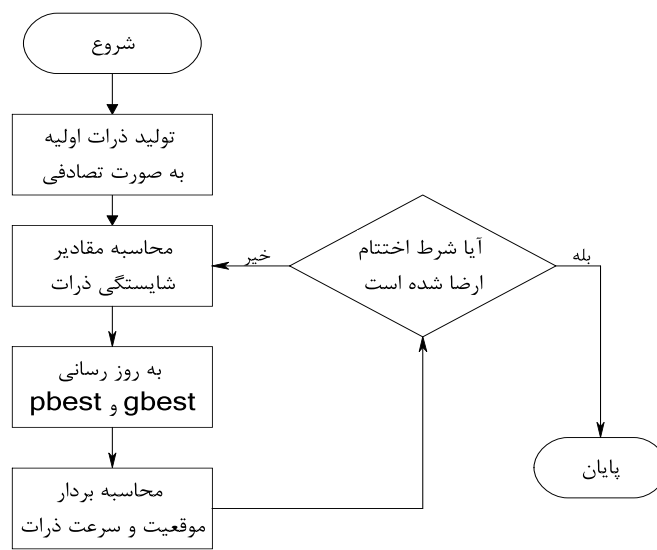 شروع
تولید ذرات اولیه
به صورت تصادفی
محاسبه مقادیر
شایستگی ذرات
به روز رسانی
gbest و pbest
محاسبه بردار
موقعیت و سرعت ذرات
آیا شرط اختتام
ارضا شده است
خیر
بله
پایان